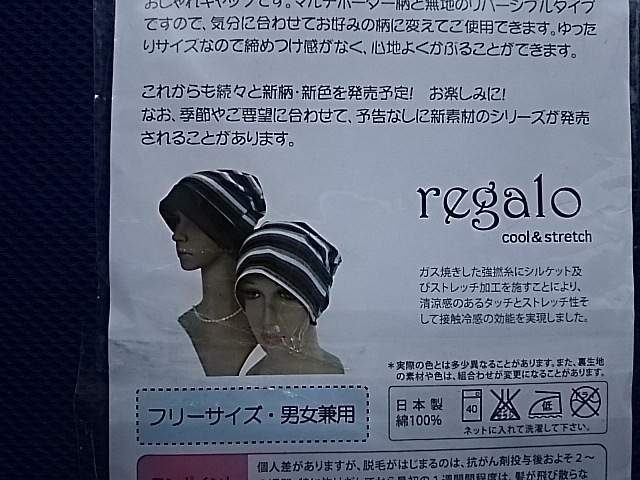 おしゃれキャップです。マルチボーダー柄と無地のリバーシブルタイプ
ですので、気分に合わせてお好みの柄に変えてご使用できます。ゆった
りサイズなので締めつけ感がなく、心地よくかぶることができます。
これからも続々と新柄・新色を発売予定! お楽しみに!
なお、季節やご要望に合わせて、予告なしに新素材のシリーズが発売
されることがあります。
regalo
cool&stretch
ガス焼きした強撚糸にシルケット及
びストレッチ加工を施すことにより、
清涼感のあるタッチとストレッチ性そ
して接触冷感の効能を実現しました。
*実際の色とは多少異なることがあります。また、裏生地
の素材や色は、組合わせが変更になることがあります。
フリーサイズ・男女兼用
日本製
綿100%
40
低
ネットに入れて洗濯して下さい。
個人差がありますが、脱毛がはじまるのは、抗がん剤投与後およそ2~